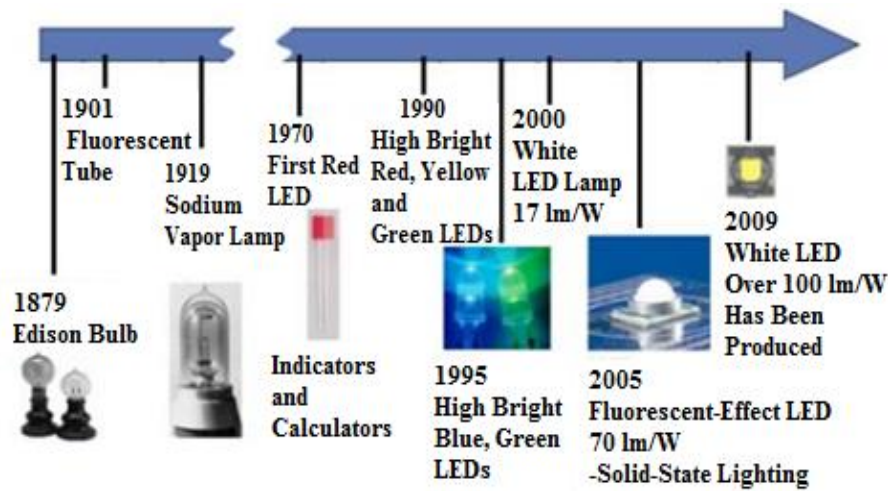 1879
Edison Bulb
1901
Fluorescent
Tube
1919
Sodium
Vapor Lamp
1970
First Red
LED
Indicators
and
Calculators
1990
High Bright
Red, Yellow
and
Green LEDs
1995
High Bright
Blue, Green
LEDs
2000
White
LED Lamp
17 lm/W
2005
Fluorescent-Effect LED
70 lm/W
-Solid-State Lighting
2009
White LED
Over 100 lm/W
Has Been
Produced